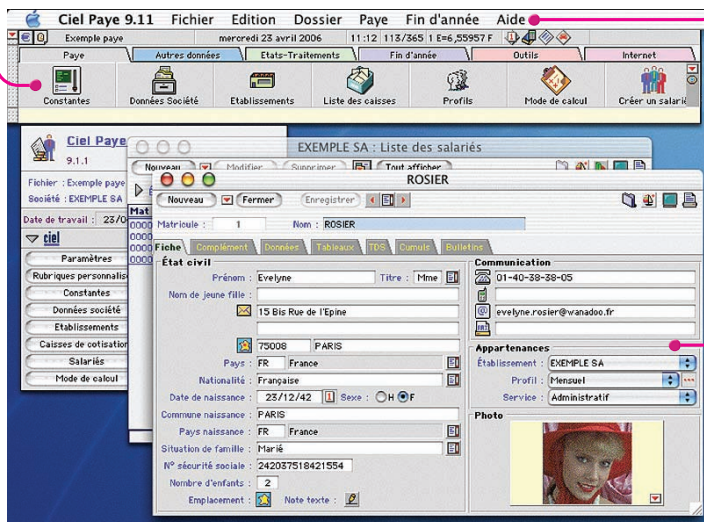 Ciel Paye 9.11 Fichier Edition Dossier Paye Fin d'année Aide
Exemple paye mercredi 23 avril 2006 11:12 113/365 1 E=6,55957 F
Paye Autres données Etats-Traitements Fin d'année Outils Internet
Constantes Données Société Etablissements Liste des caisses Profils Mode de calcul Créer un salarié
Ciel Paye
9.1.1
Fichier : Exemple paye
Société : EXEMPLE SA
Date de travail : 23/0
ciel
Paramètres
Rubriques personnalis
Constantes
Données société
Etablissements
Caisses de cotisation
Salariés
Mode de calcul
EXEMPLE SA : Liste des salariés
Nouveau Modifier Supprimer Tout afficher
Mat
0000
0000
0000
0000
ROSIER
Nouveau Fermer Enregistrer
Matricule : 1 Nom : ROSIER
Fiche Complément Données Tableaux TDS Cumuls Bulletins
État civil
Prénom : Evelyne Titre : Mme
Nom de jeune fille :
15 Bis Rue de l'Epine
75008 PARIS
Pays : FR France
Nationalité : Française
Date de naissance : 23/12/42 Sexe : H F
Commune naissance : PARIS
Pays naissance : FR France
Situation de famille : Marié
N° sécurité sociale : 242037518421554
Nombre d'enfants : 2
Emplacement : Note texte :
Communication
01-40-38-38-05
evelyne.rosier@wanadoo.fr
Appartenances
Établissement : EXEMPLE SA
Profil : Mensuel
Service : Administratif
Photo